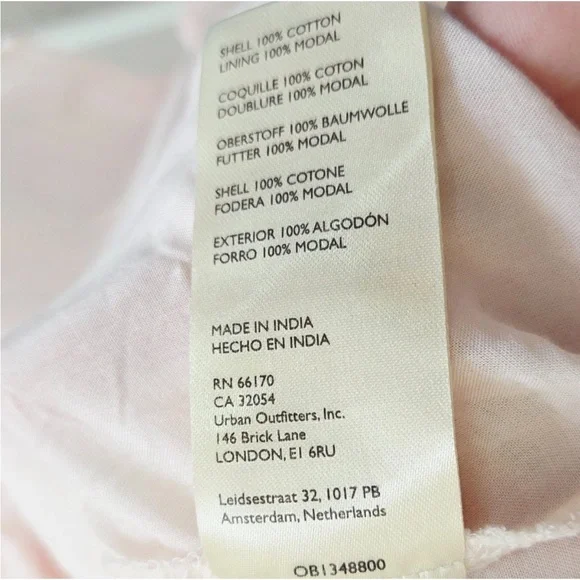 SHELL 100% COTTON
LINING 100% MODAL
COQUILLE 100% COTON
DOUBLURE 100% MODAL
OBERSTOFF 100% BAUMWOLLE
FUTTER 100% MODAL
SHELL 100% COTONE
FODERA 100% MODAL
EXTERIOR 100% ALGODÓN
FORRO 100% MODAL
MADE IN INDIA
HECHO EN INDIA
RN 66170
CA 32054
Urban Outfitters, Inc.
146 Brick Lane
LONDON, E1 6RU
Leidsestraat 32, 1017 PB
Amsterdam, Netherlands
OB1348800